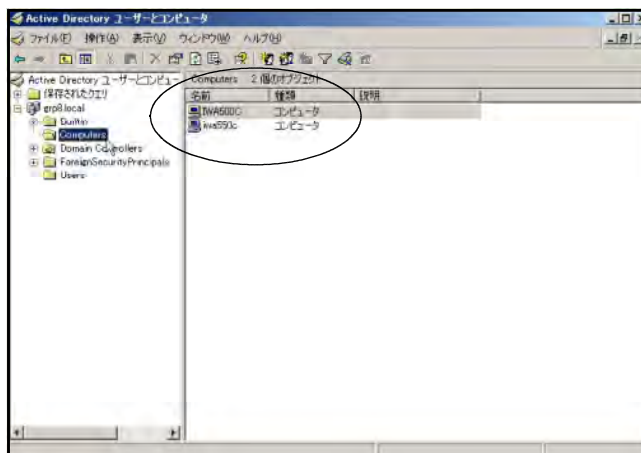 Active Directory ユーザーとコンピュータ
ファイル(F) 操作(A) 表示(V) ウィンドウ(W) ヘルプ(H)
Active Directory ユーザーとコンピュ
Computers 2 個のオブジェクト
保存されたクエリ
grp8.local
Builtin
Computers
Domain Controllers
ForeignSecurityPrincipals
Users
名前 種類 説明
IWA500C コンピュータ
iwa550c コンピュータ